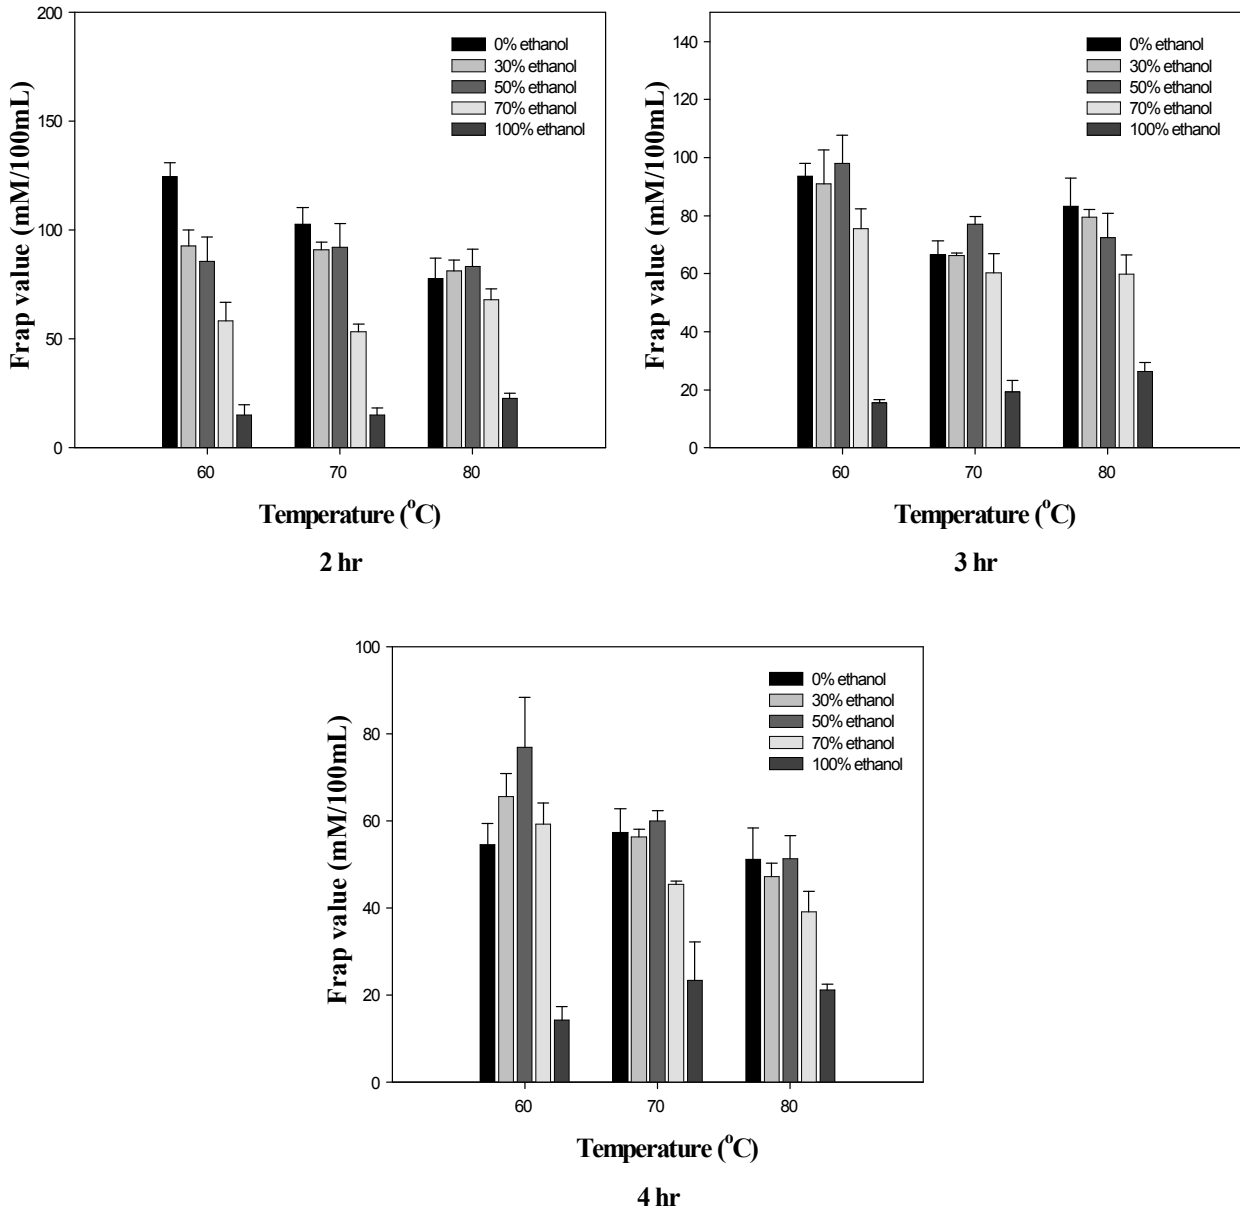 200
150
100
50
0
Frap value (mM/100mL)
0% ethanol
30% ethanol
50% ethanol
70% ethanol
100% ethanol
60 70 80
Temperature (°C)
2 hr
140
120
100
80
60
40
20
0
Frap value (mM/100mL)
0% ethanol
30% ethanol
50% ethanol
70% ethanol
100% ethanol
60 70 80
Temperature (°C)
3 hr
100
80
60
40
20
0
Frap value (mM/100mL)
0% ethanol
30% ethanol
50% ethanol
70% ethanol
100% ethanol
60 70 80
Temperature (°C)
4 hr